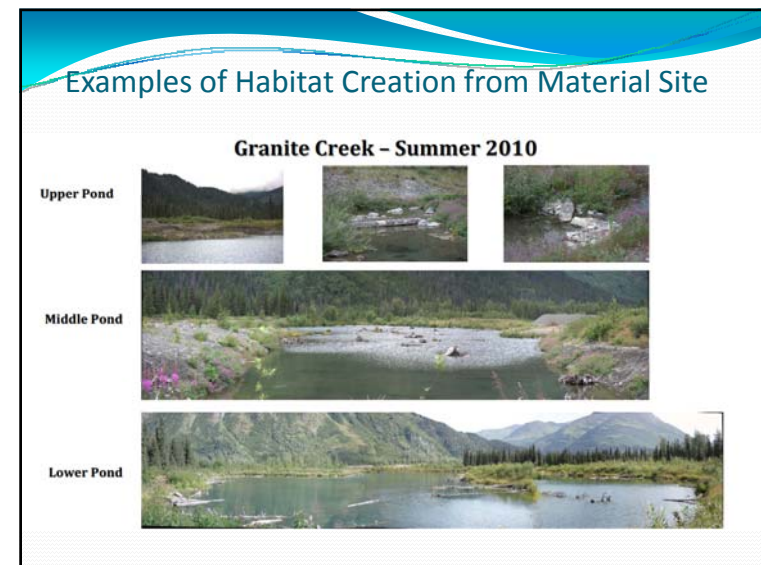 Examples of Habitat Creation from Material Site
Granite Creek – Summer 2010
Upper Pond
Middle Pond
Lower Pond